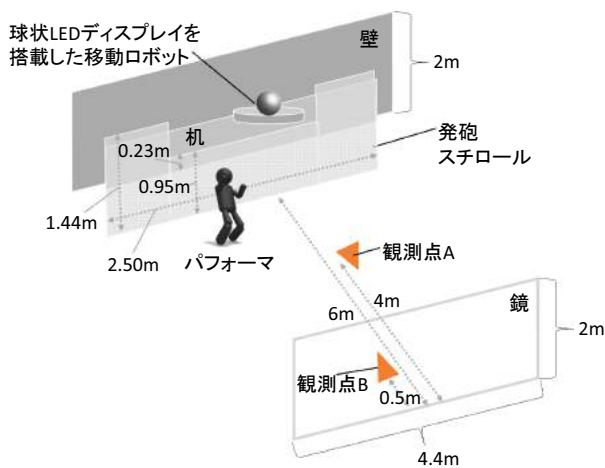 球状LEDディスプレイを
搭載した移動ロボット
壁
2m
机
発砲
スチロール
0.23m
0.95m
1.44m
2.50m
パフォーマ
観測点A
4m
6m
鏡
2m
観測点B
0.5m
4.4m